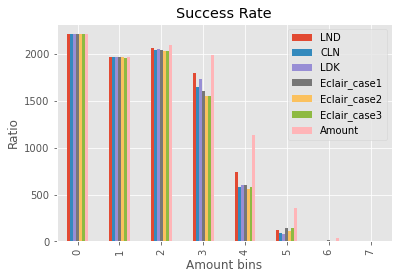 Success Rate
LND
CLN
LDK
Eclair_case1
Eclair_case2
Eclair_case3
Amount
Ratio
2000
1500
1000
500
0
0
1
2
3
4
5
6
7
Amount bins